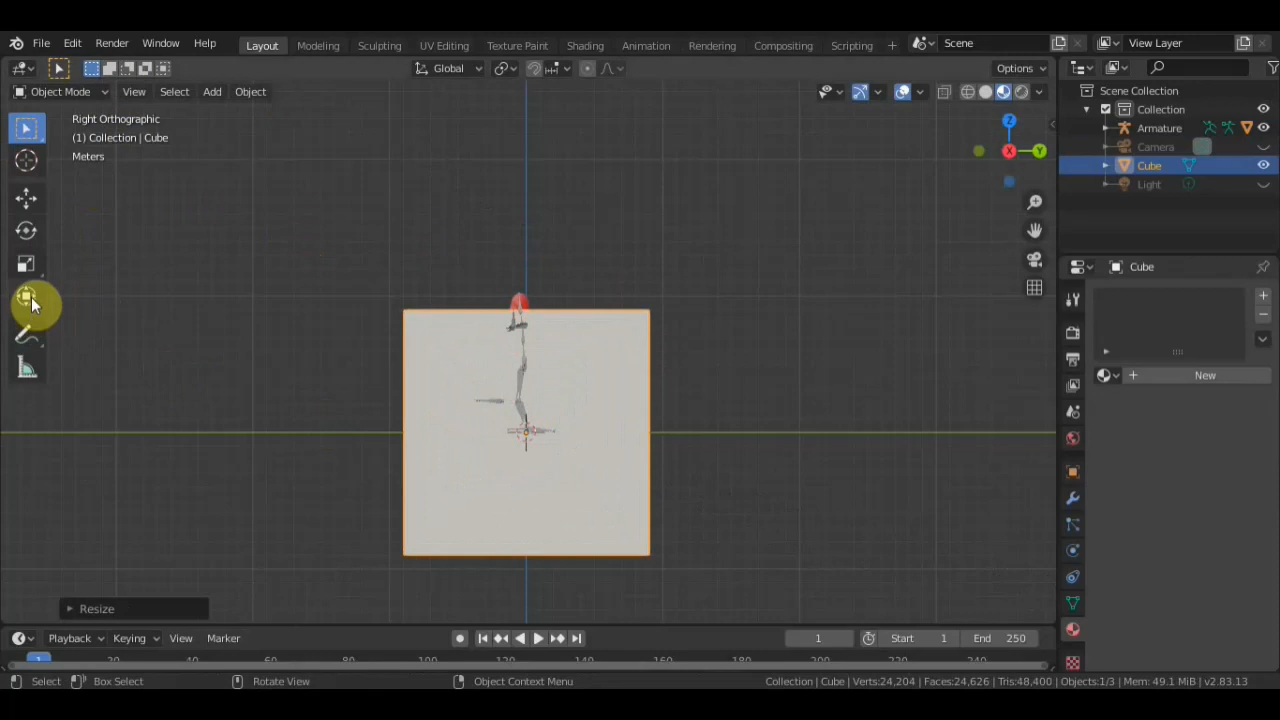 File Edit Render Window Help Layout Modeling Sculpting UV Editing Texture Paint Shading Animation Rendering Compositing Scripting + Scene View Layer
Global Options
Object Mode View Select Add Object
Scene Collection
Right Orthographic
(1) Collection | Cube
Meters
Collection
Armature
Camera
Cube
Light
Z
X
Y
Cube
New
Resize
Playback Keying View Marker 1 Start 1 End 250
1
Select Box Select Rotate View Object Context Menu Collection | Cube | Verts:24,204 | Faces:24,626 | Tris:48,400 | Objects:1/3 | Mem: 49.1 MiB | v2.83.13